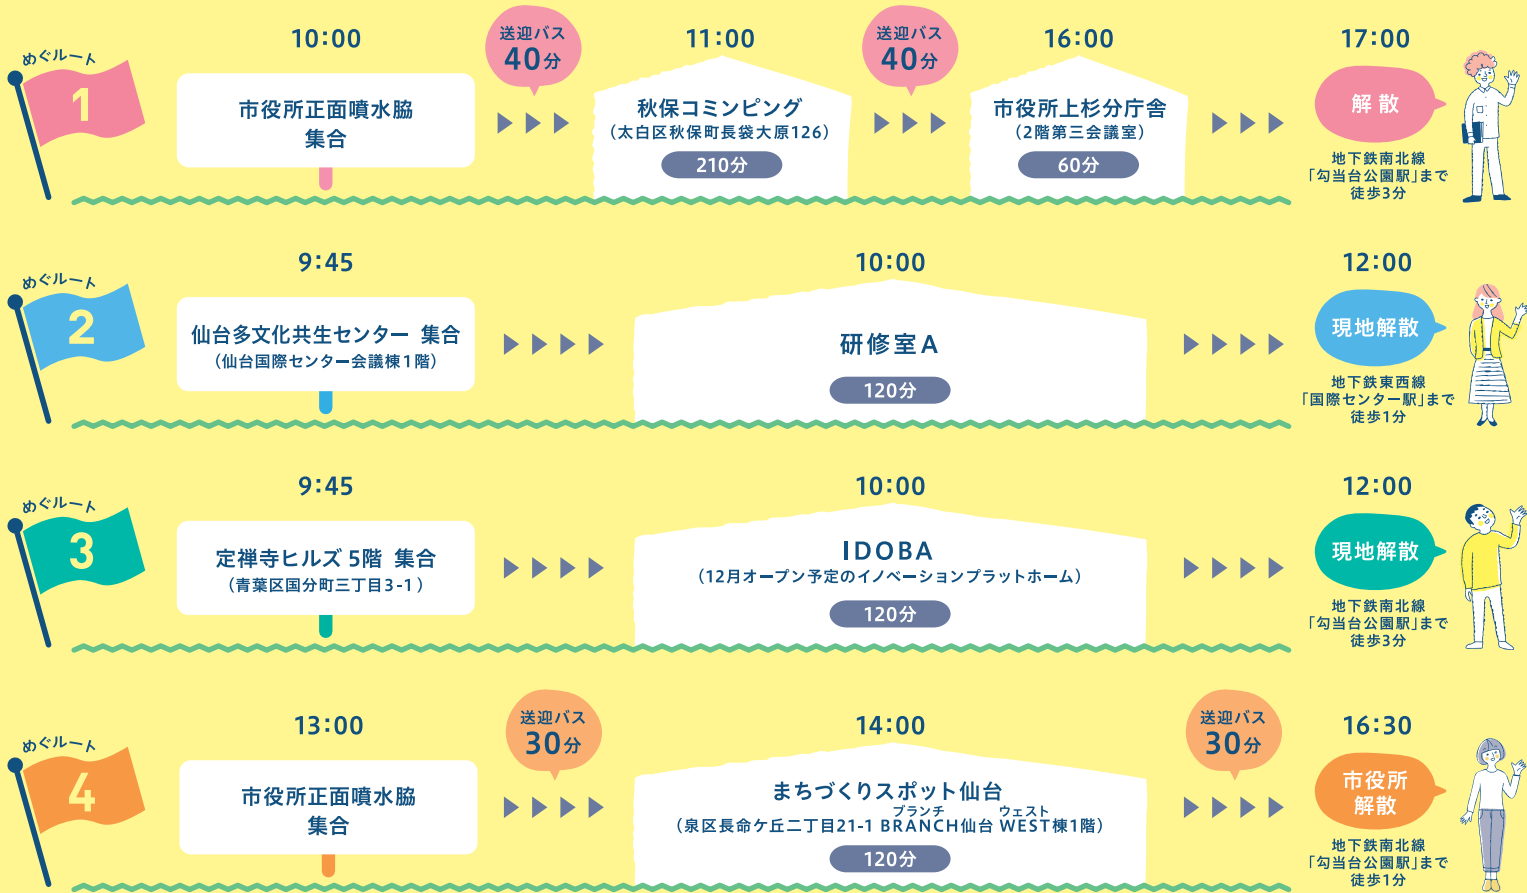 めぐルート
1
10:00
市役所正面噴水脇
集合
送迎バス
40分
11:00
秋保コミンピング
（太白区秋保町長袋大原126）
210分
送迎バス
40分
16:00
市役所上杉分庁舎
（2階第三会議室）
60分
17:00
解散
地下鉄南北線
「勾当台公園駅」まで
徒歩3分
めぐルート
2
9:45
仙台多文化共生センター 集合
（仙台国際センター会議棟1階）
10:00
研修室A
120分
12:00
現地解散
地下鉄東西線
「国際センター駅」まで
徒歩1分
めぐルート
3
9:45
定禅寺ヒルズ 5階 集合
（青葉区国分町三丁目3-1）
10:00
IDOBA
（12月オープン予定のイノベーションプラットホーム）
120分
12:00
現地解散
地下鉄南北線
「勾当台公園駅」まで
徒歩3分
めぐルート
4
13:00
市役所正面噴水脇
集合
送迎バス
30分
14:00
まちづくりスポット仙台
ブランチ ウェスト
（泉区長命ケ丘二丁目21-1 BRANCH仙台 WEST棟1階）
120分
送迎バス
30分
16:30
市役所
解散
地下鉄南北線
「勾当台公園駅」まで
徒歩1分